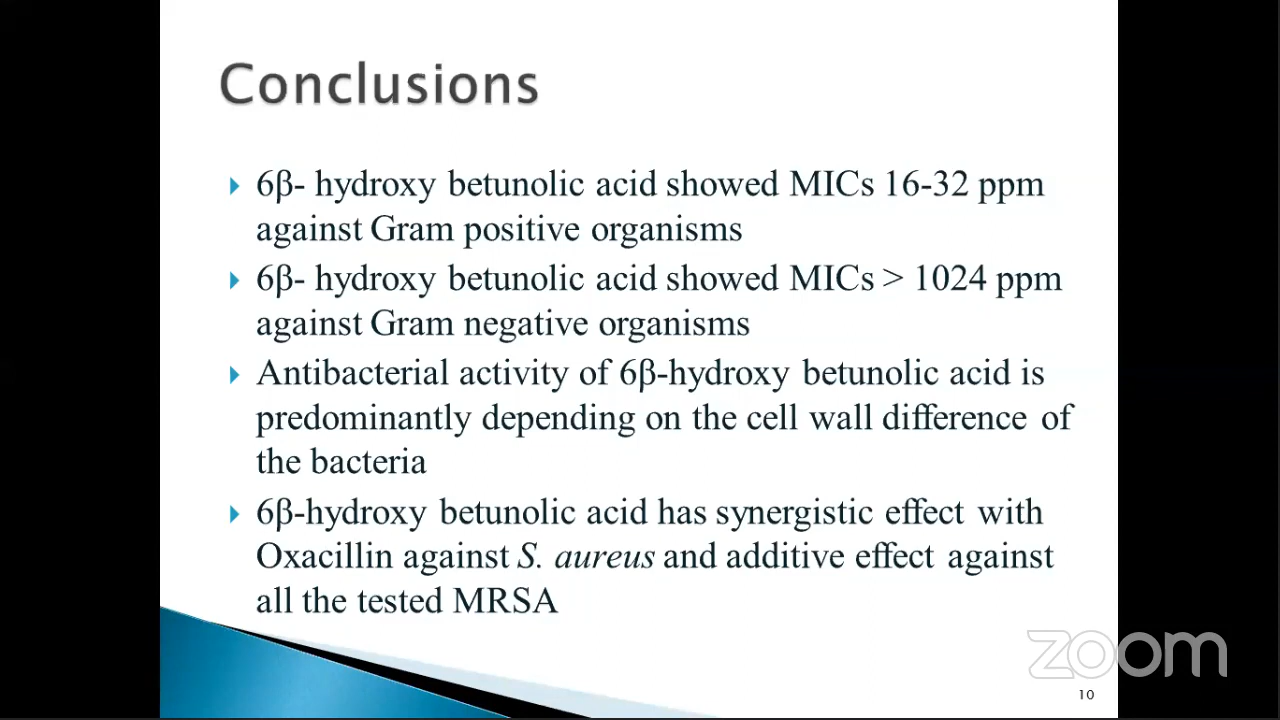 Conclusions
6β- hydroxy betunolic acid showed MICs 16-32 ppm
against Gram positive organisms
6β- hydroxy betunolic acid showed MICs > 1024 ppm
against Gram negative organisms
Antibacterial activity of 6β-hydroxy betunolic acid is
predominantly depending on the cell wall difference of
the bacteria
6β-hydroxy betunolic acid has synergistic effect with
Oxacillin against S. aureus and additive effect against
all the tested MRSA
zoom
10